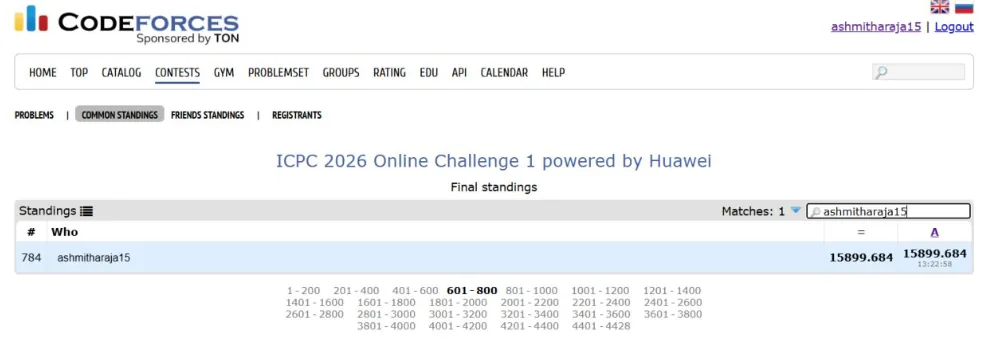 CODEFORCES
Sponsored by TON
ashmitharaja15 | Logout
HOME TOP CATALOG CONTESTS GYM PROBLEMSET GROUPS RATING EDU API CALENDAR HELP
PROBLEMS | COMMON STANDINGS FRIENDS STANDINGS | REGISTRANTS
ICPC 2026 Online Challenge 1 powered by Huawei
Final standings
Standings Matches: 1 ashmitharaja15
# Who = A
784 ashmitharaja15 15899.684 15899.684
13:22:58
1 - 200 201 - 400 401 - 600 601 - 800 801 - 1000 1001 - 1200 1201 - 1400
1401 - 1600 1601 - 1800 1801 - 2000 2001 - 2200 2201 - 2400 2401 - 2600
2601 - 2800 2801 - 3000 3001 - 3200 3201 - 3400 3401 - 3600 3601 - 3800
3801 - 4000 4001 - 4200 4201 - 4400 4401 - 4428